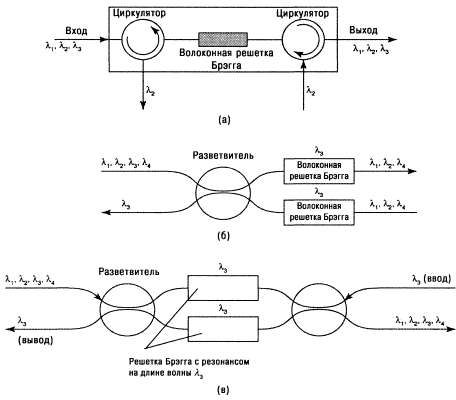 Циркулятор
Циркулятор
Вход
λ₁, λ₂, λ₃
Волоконная решетка
Брэгга
Выход
λ₁, λ₂, λ₃
λ₂
λ₂
(а)
λ₁, λ₂, λ₃, λ₄
Разветвитель
λ₃
Волоконная
решетка Брэгга
λ₁, λ₂, λ₄
λ₃
λ₃
Волоконная
решетка Брэгга
λ₁, λ₂, λ₄
(б)
λ₁, λ₂, λ₃, λ₄
Разветвитель
λ₃
λ₃ (ввод)
λ₃
λ₃
(вывод)
λ₁, λ₂, λ₃, λ₄
Решетка Брэгга с резонансом
на длине волны λ₃
(в)